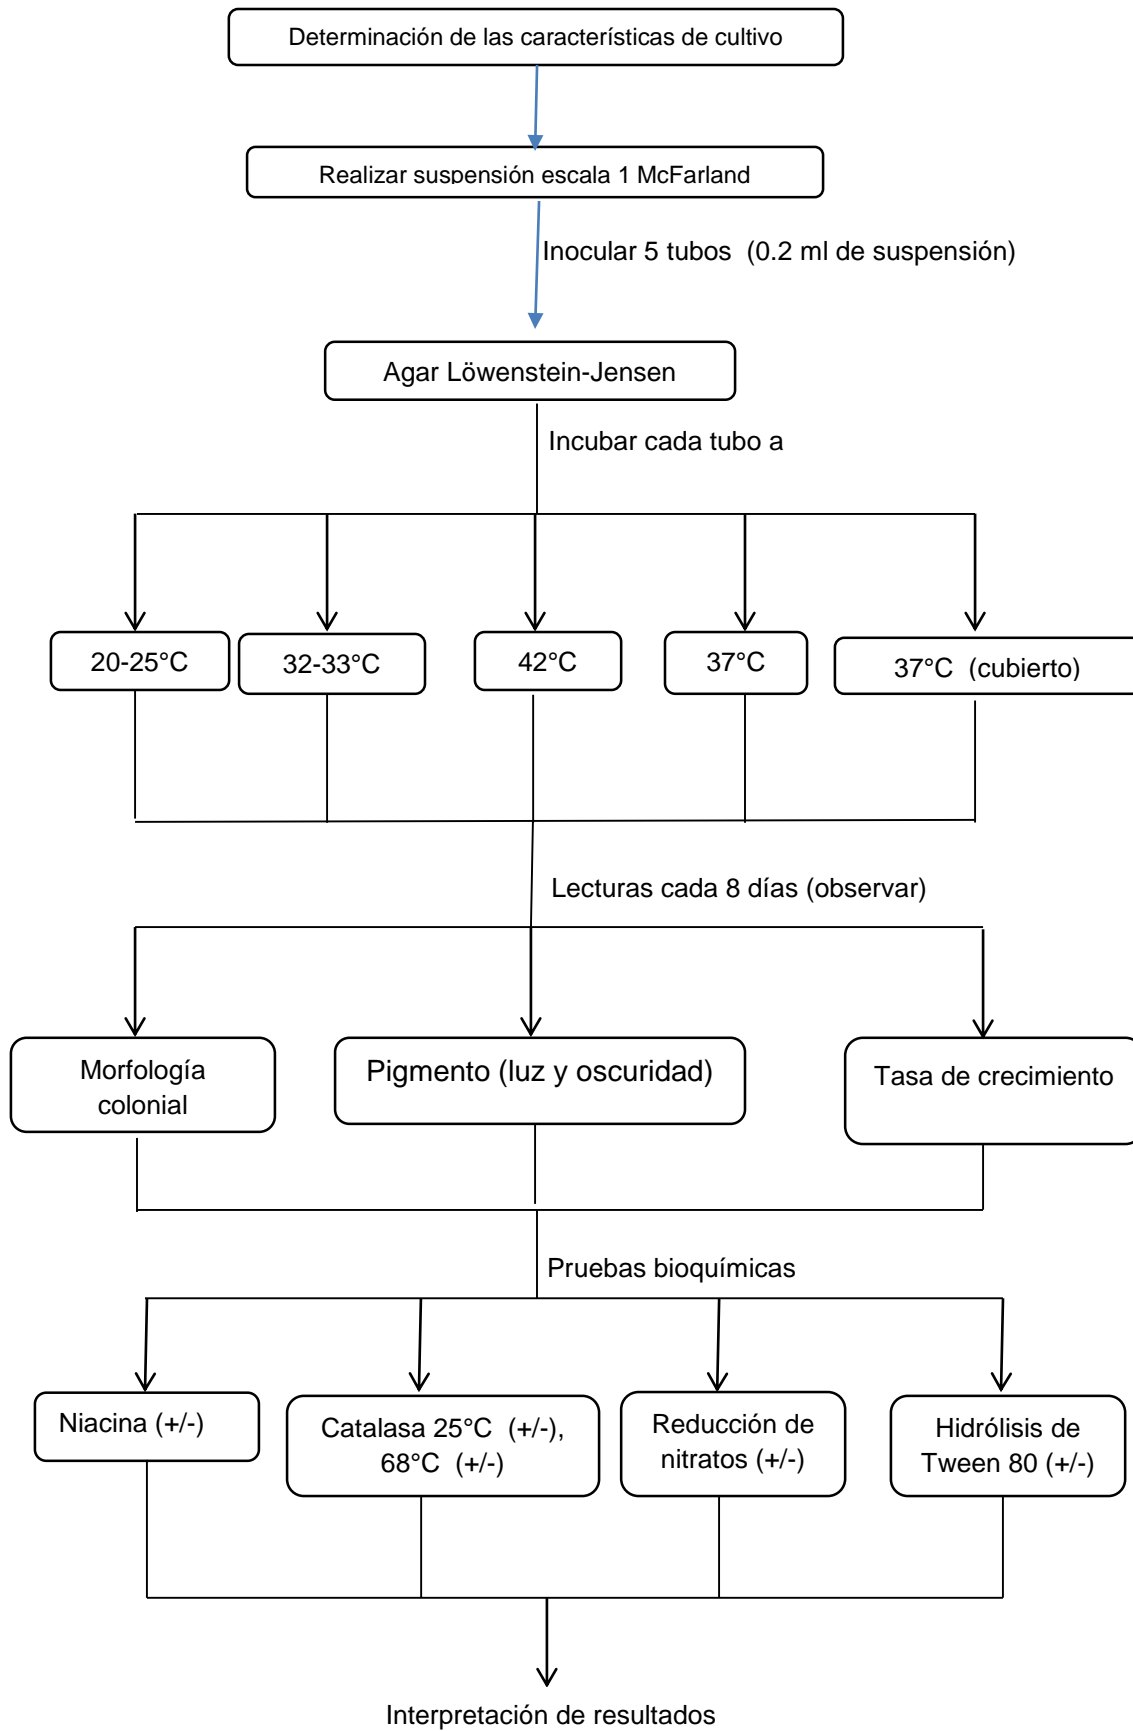 Determinación de las características de cultivo
Realizar suspensión escala 1 McFarland
Inocular 5 tubos (0.2 ml de suspensión)
Agar Löwenstein-Jensen
Incubar cada tubo a
20-25°C
32-33°C
42°C
37°C
37°C (cubierto)
Lecturas cada 8 días (observar)
Morfología
colonial
Pigmento (luz y oscuridad)
Tasa de crecimiento
Pruebas bioquímicas
Niacina (+/-)
Catalasa 25°C (+/-),
68°C (+/-)
Reducción de
nitratos (+/-)
Hidrólisis de
Tween 80 (+/-)
Interpretación de resultados